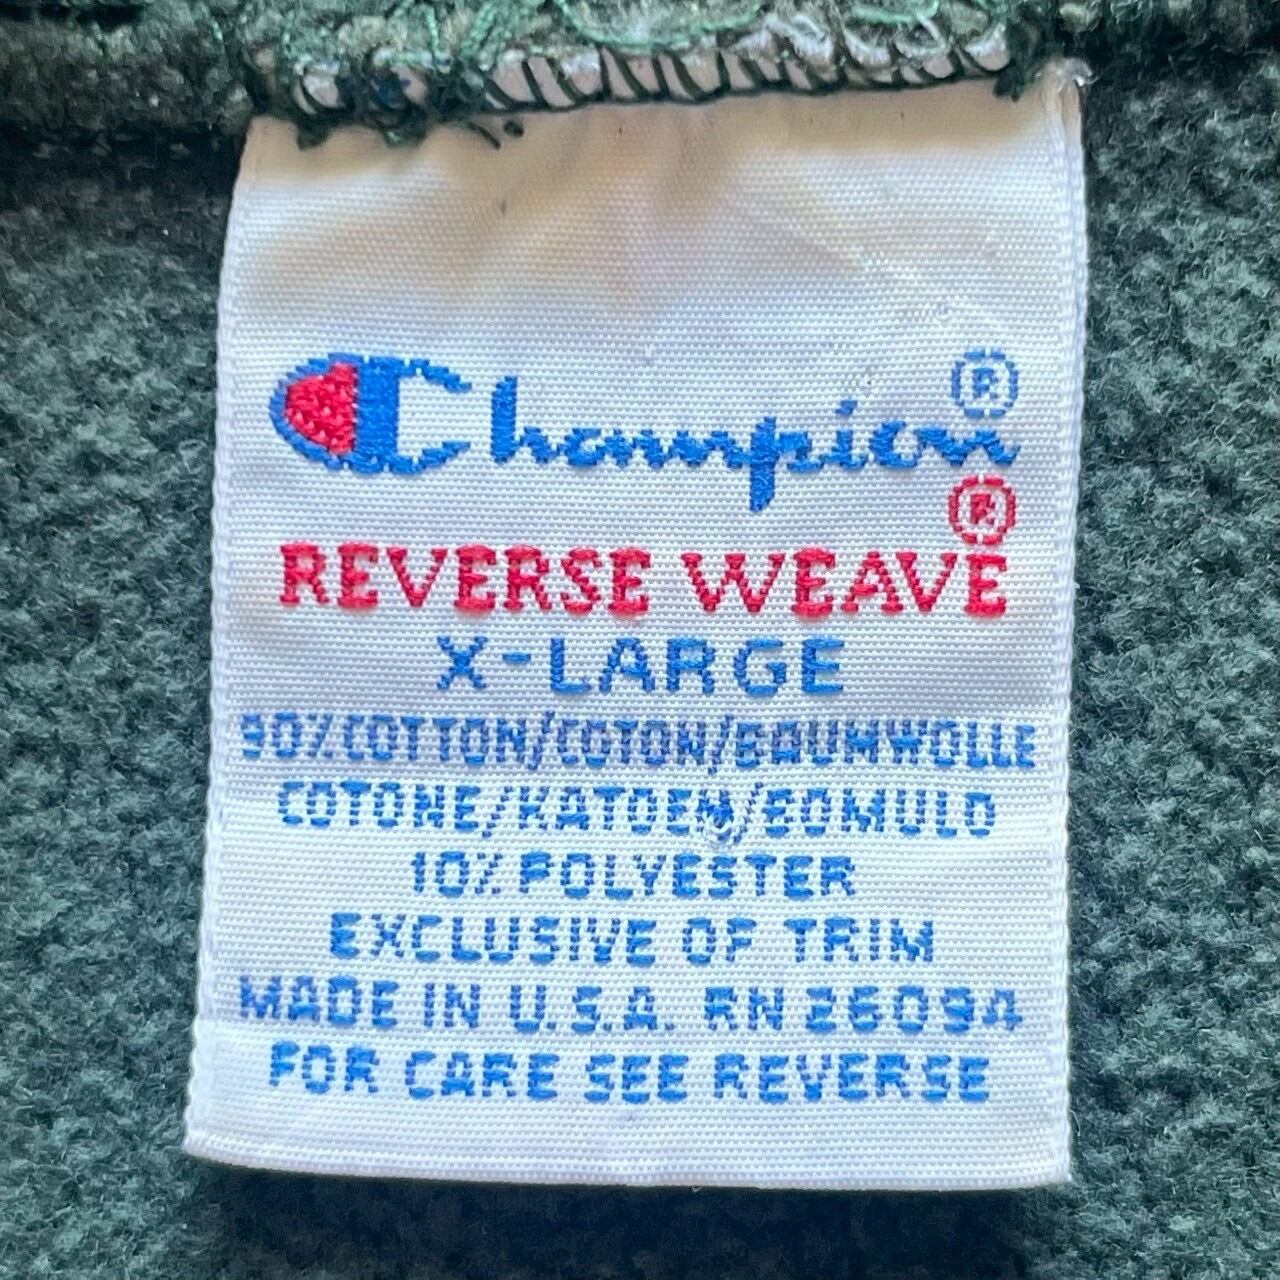 Champion®
REVERSE WEAVE®
X-LARGE
90% COTTON/COTON/BAUMWOLLE
COTONE/KATOEN/BOMULD
10% POLYESTER
EXCLUSIVE OF TRIM
MADE IN U.S.A. RN 26094
FOR CARE SEE REVERSE